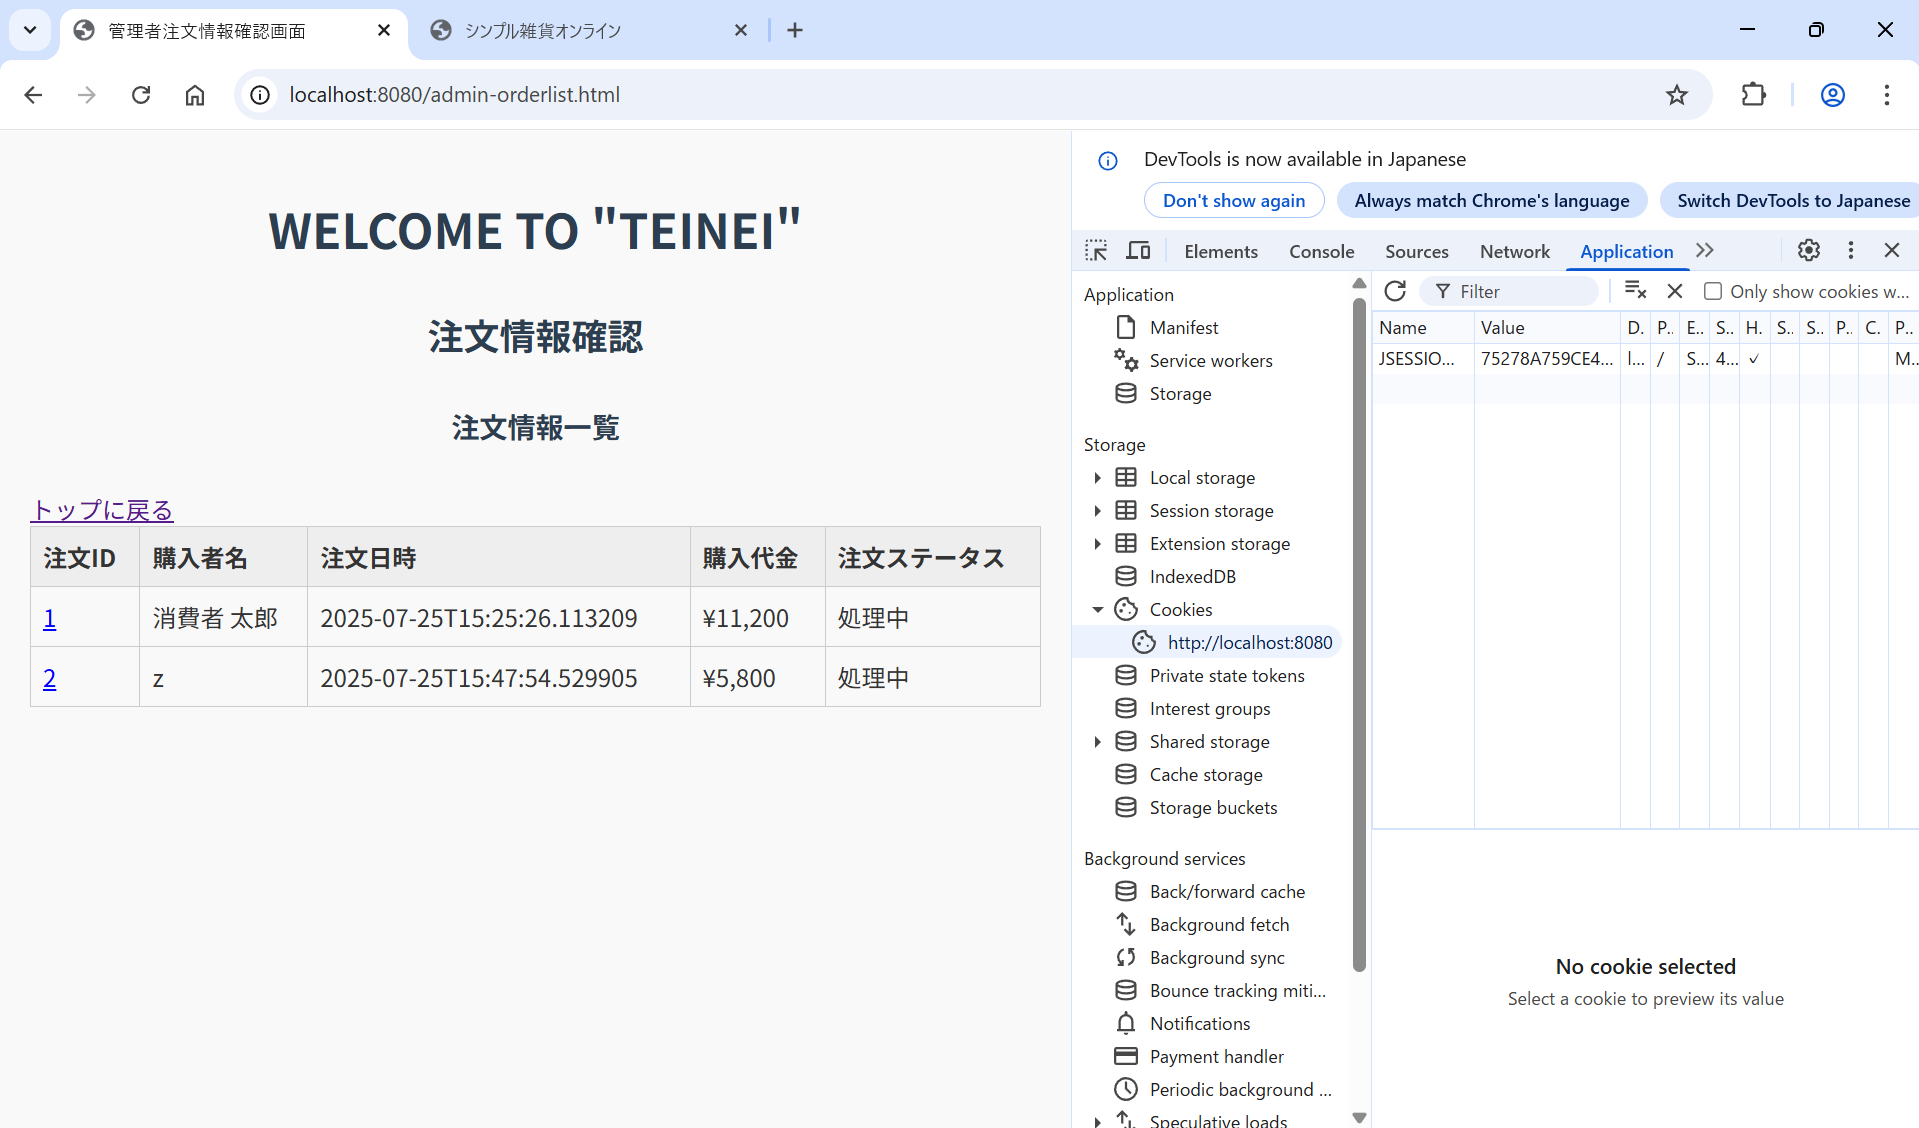 管理者注文情報確認画面
シンプル雑貨オンライン
localhost:8080/admin-orderlist.html
WELCOME TO "TEINEI"
注文情報確認
注文情報一覧
トップに戻る
注文ID 購入者名 注文日時 購入代金 注文ステータス
1 消費者 太郎 2025-07-25T15:25:26.113209 ¥11,200 処理中
2 z 2025-07-25T15:47:54.529905 ¥5,800 処理中
DevTools is now available in Japanese
Don't show again Always match Chrome's language Switch DevTools to Japanese
Elements Console Sources Network Application
Application
Manifest
Service workers
Storage
Storage
Local storage
Session storage
Extension storage
IndexedDB
Cookies
http://localhost:8080
Private state tokens
Interest groups
Shared storage
Cache storage
Storage buckets
Background services
Back/forward cache
Background fetch
Background sync
Bounce tracking miti...
Notifications
Payment handler
Periodic background ...
Speculative loads
Filter Only show cookies w...
Name Value D. P.. E.. S.. H. S.. S.. P.. C. P..
JSESSIO... 75278A759CE4... l... / S... 4... ✓ M...
No cookie selected
Select a cookie to preview its value